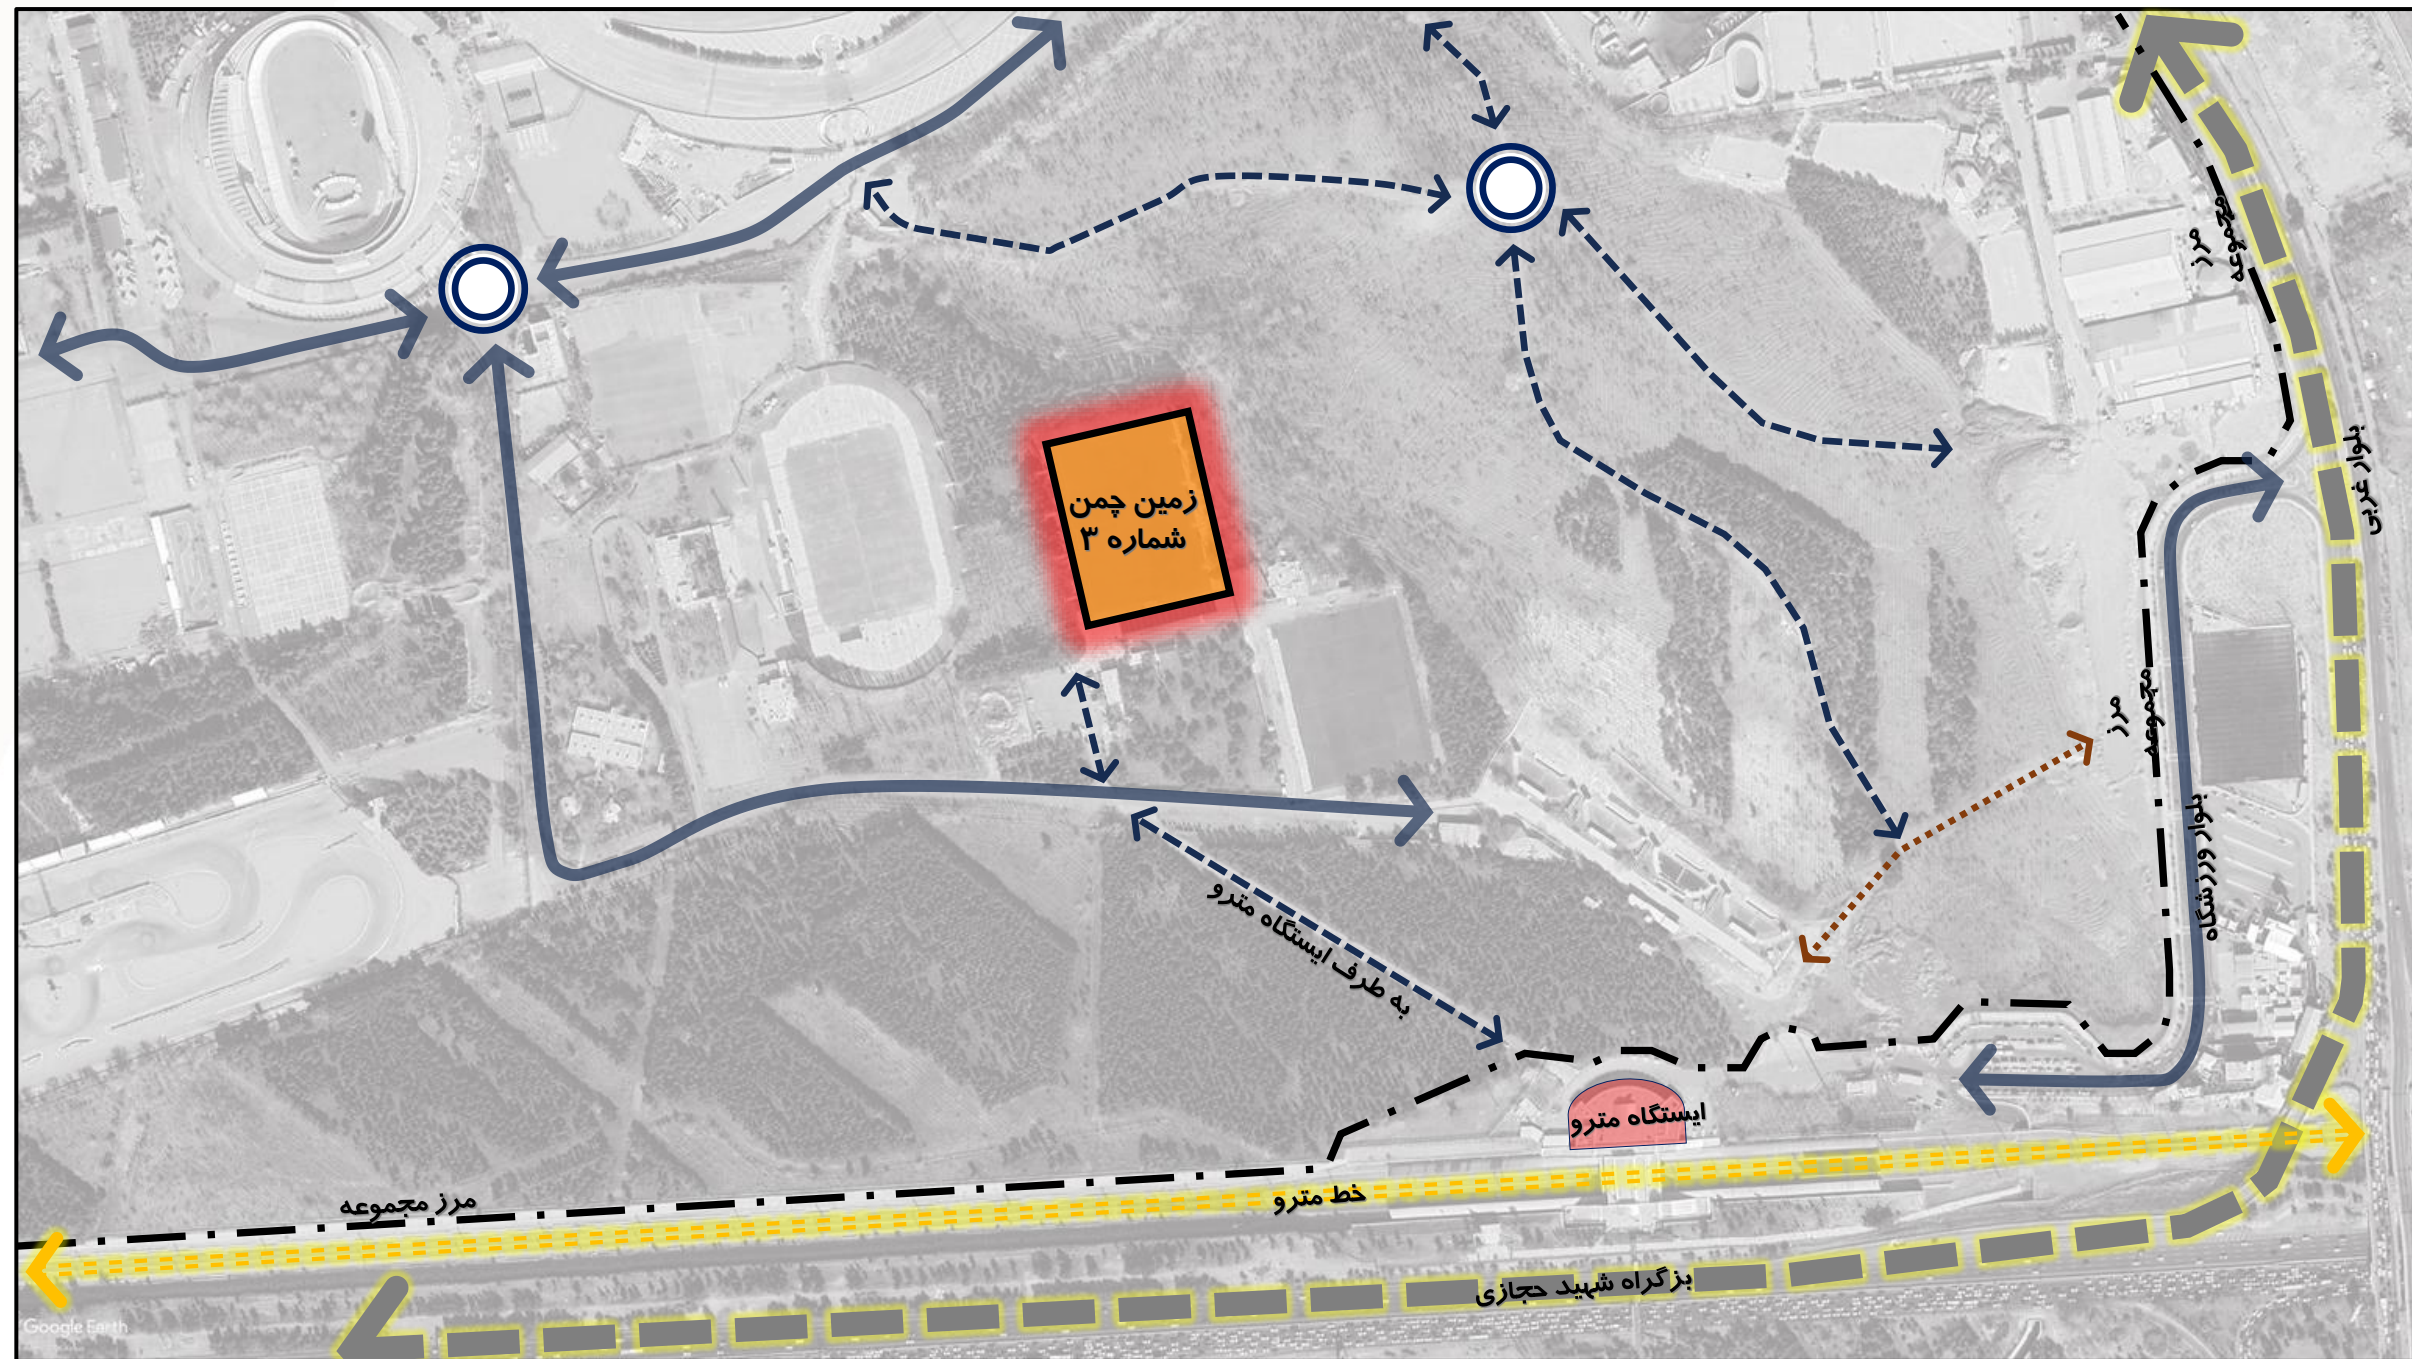 مرز
مجموعه
بلوار غربی
زمین چمن
شماره ۳
مرز
مجموعه
بلوار ورزشگاه
به طرف ایستگاه مترو
ایستگاه مترو
خط مترو
مرز مجموعه
بزگراه شهید حجازی
Google Earth